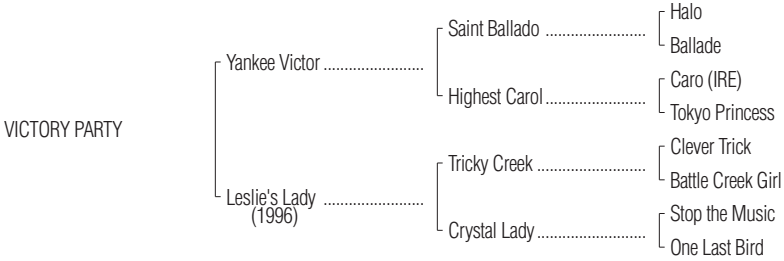 Halo
Saint Ballado ........................
Ballade
Yankee Victor ........................
Caro (IRE)
Highest Carol ........................
Tokyo Princess
VICTORY PARTY
Clever Trick
Tricky Creek ..........................
Battle Creek Girl
Leslie's Lady ........................
(1996)
Stop the Music
Crystal Lady ..........................
One Last Bird